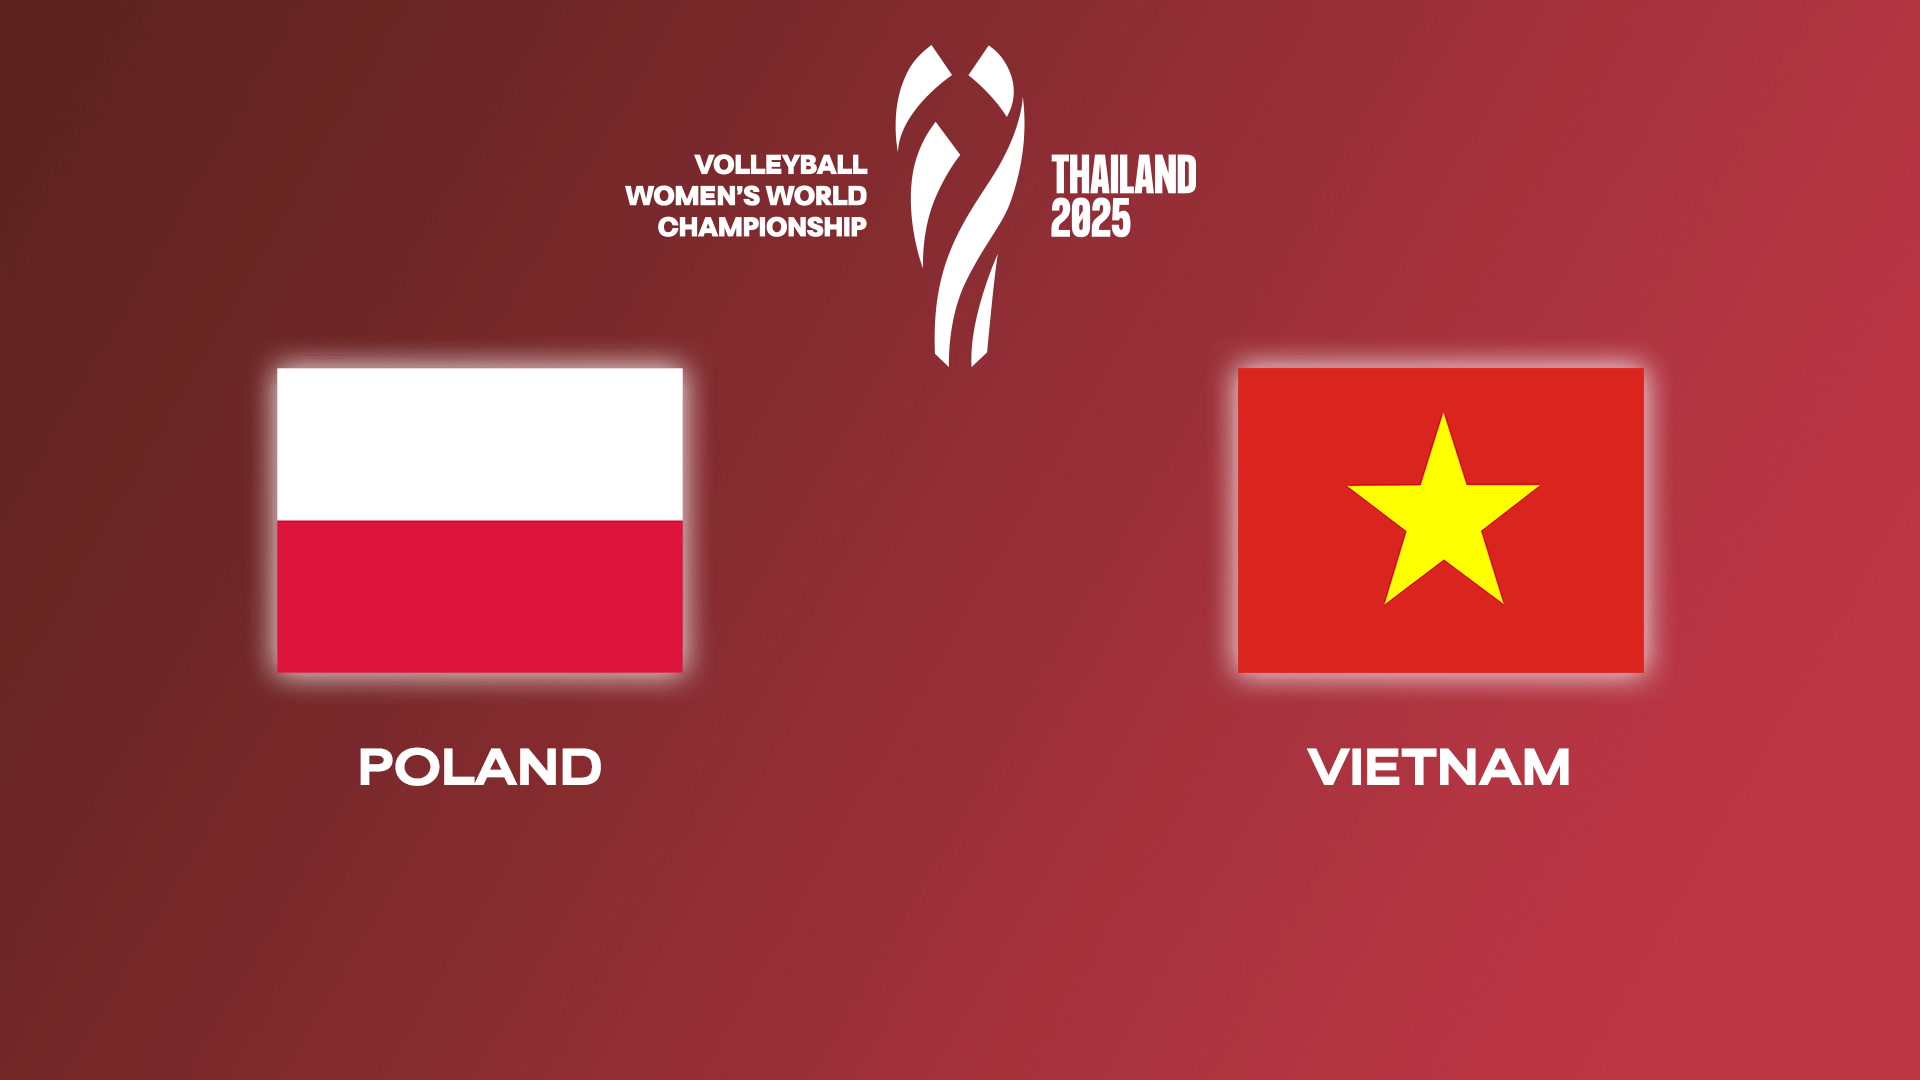 VOLLEYBALL
WOMEN'S WORLD
CHAMPIONSHIP
THAILAND
2025
POLAND
VIETNAM